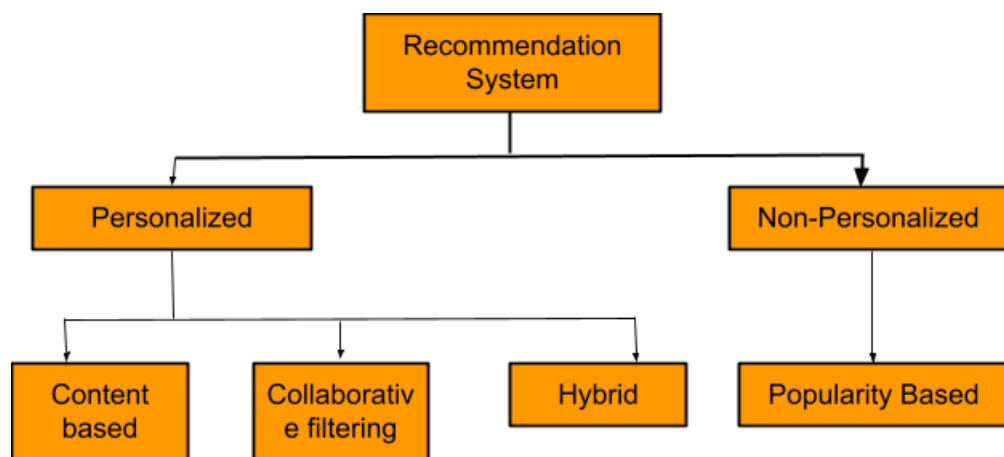 Recommendation
System
Personalized
Non-Personalized
Content
based
Collaborativ
e filtering
Hybrid
Popularity Based